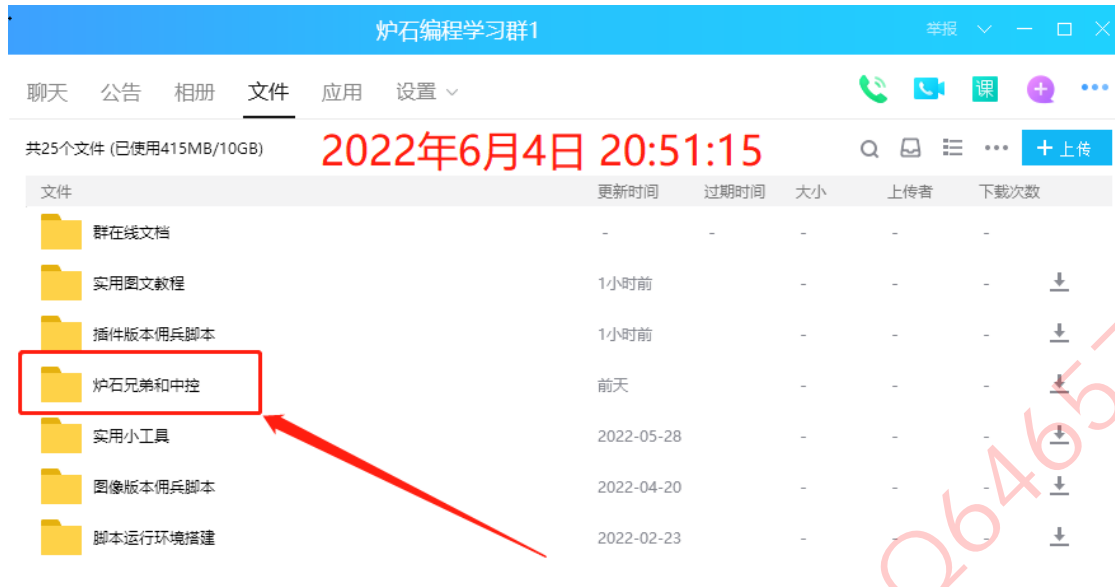 炉石编程学习群1
举报
聊天 公告 相册 文件 应用 设置
课
共25个文件 (已使用415MB/10GB) 2022年6月4日 20:51:15 上传
文件 更新时间 过期时间 大小 上传者 下载次数
群在线文档 - - - - -
实用图文教程 1小时前 - - -
插件版本佣兵脚本 1小时前 - - -
炉石兄弟和中控 前天 - - -
实用小工具 2022-05-28 - - -
图像版本佣兵脚本 2022-04-20 - - -
脚本运行环境搭建 2022-02-23 - - -
Q6465